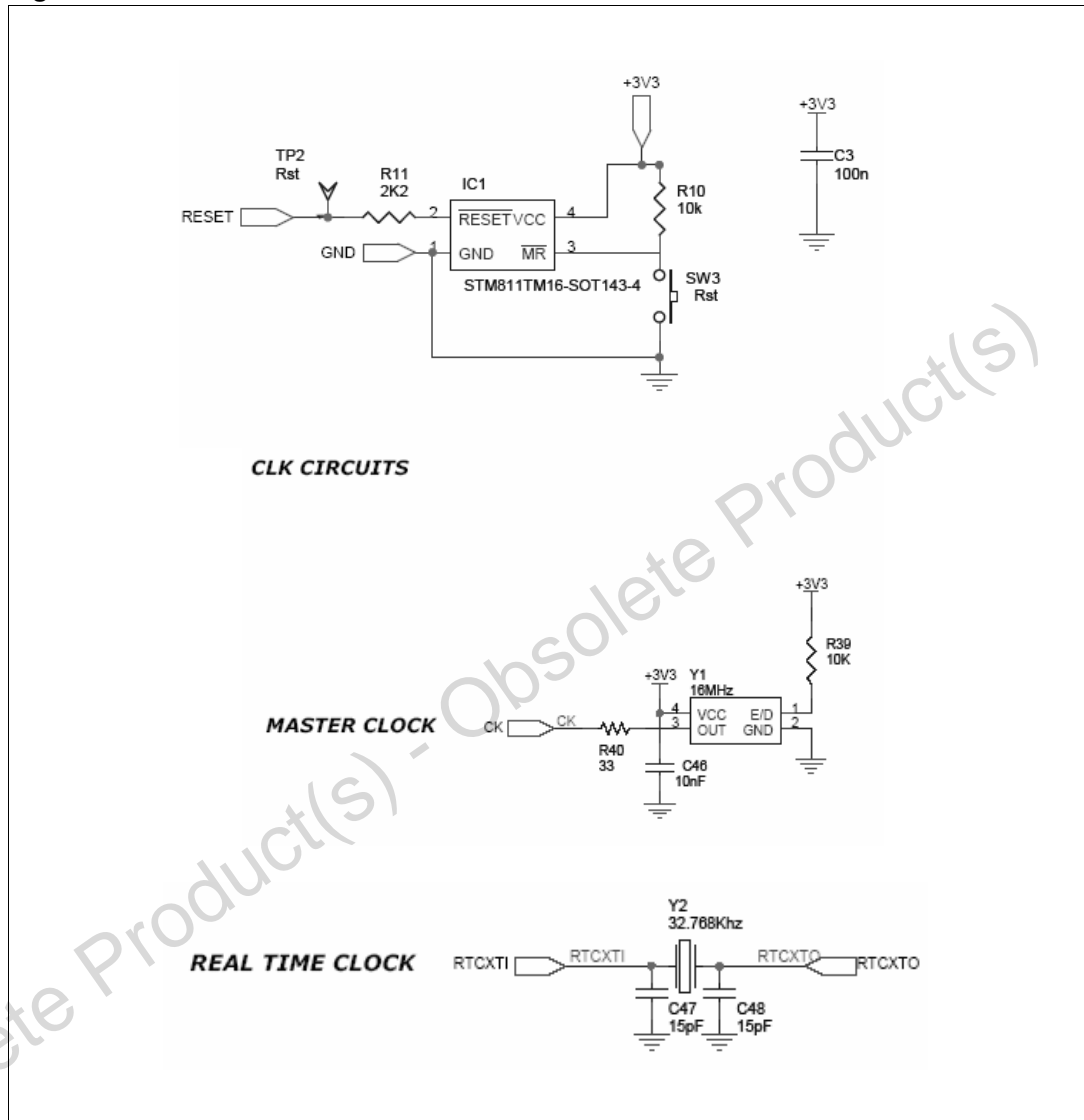 +3V3
+3V3
TP2
Rst
C3
100n
R11
2K2
IC1
R10
10k
RESET
2
RESET VCC
4
GND
1
GND
MR
3
STM811TM16-SOT143-4
SW3
Rst
CLK CIRCUITS
+3V3
R39
10K
+3V3
Y1
16MHz
MASTER CLOCK
CK
CK
4
VCC
E/D
1
3
OUT
GND
2
R40
33
C46
10nF
Y2
32.768Khz
REAL TIME CLOCK
RTCXTI
RTCXTI
RTCXTO
RTCXTO
C47
15pF
C48
15pF
ete Product(s) - Obsolete Product(s)